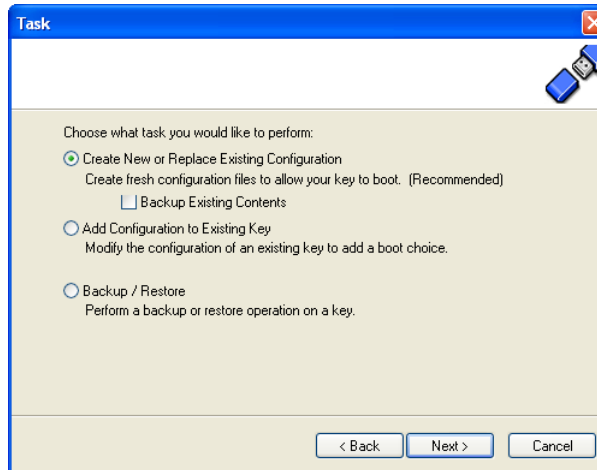 Task
Choose what task you would like to perform:
Create New or Replace Existing Configuration
Create fresh configuration files to allow your key to boot. (Recommended)
Backup Existing Contents
Add Configuration to Existing Key
Modify the configuration of an existing key to add a boot choice.
Backup / Restore
Perform a backup or restore operation on a key.
< Back Next > Cancel